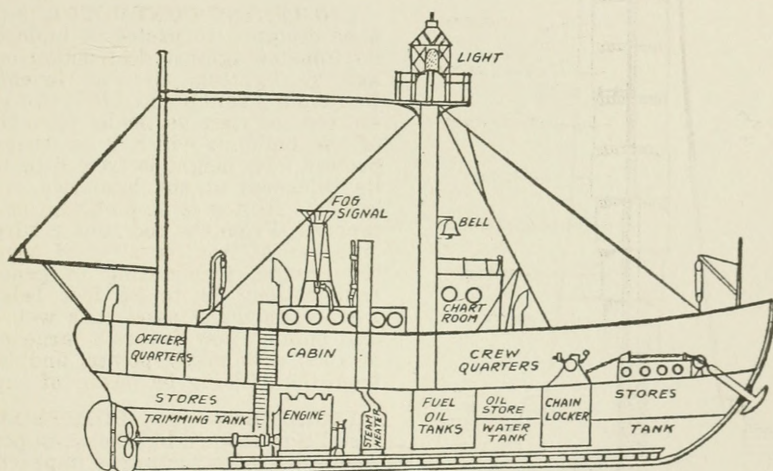 LIGHT
FOG
SIGNAL
BELL
CHART
ROOM
OFFICERS
QUARTERS
CABIN
CREW
QUARTERS
STORES
TRIMMING TANK
ENGINE
STEAM
HEATER
FUEL
OIL
TANKS
OIL
STORE
WATER
TANK
CHAIN
LOCKER
STORES
TANK